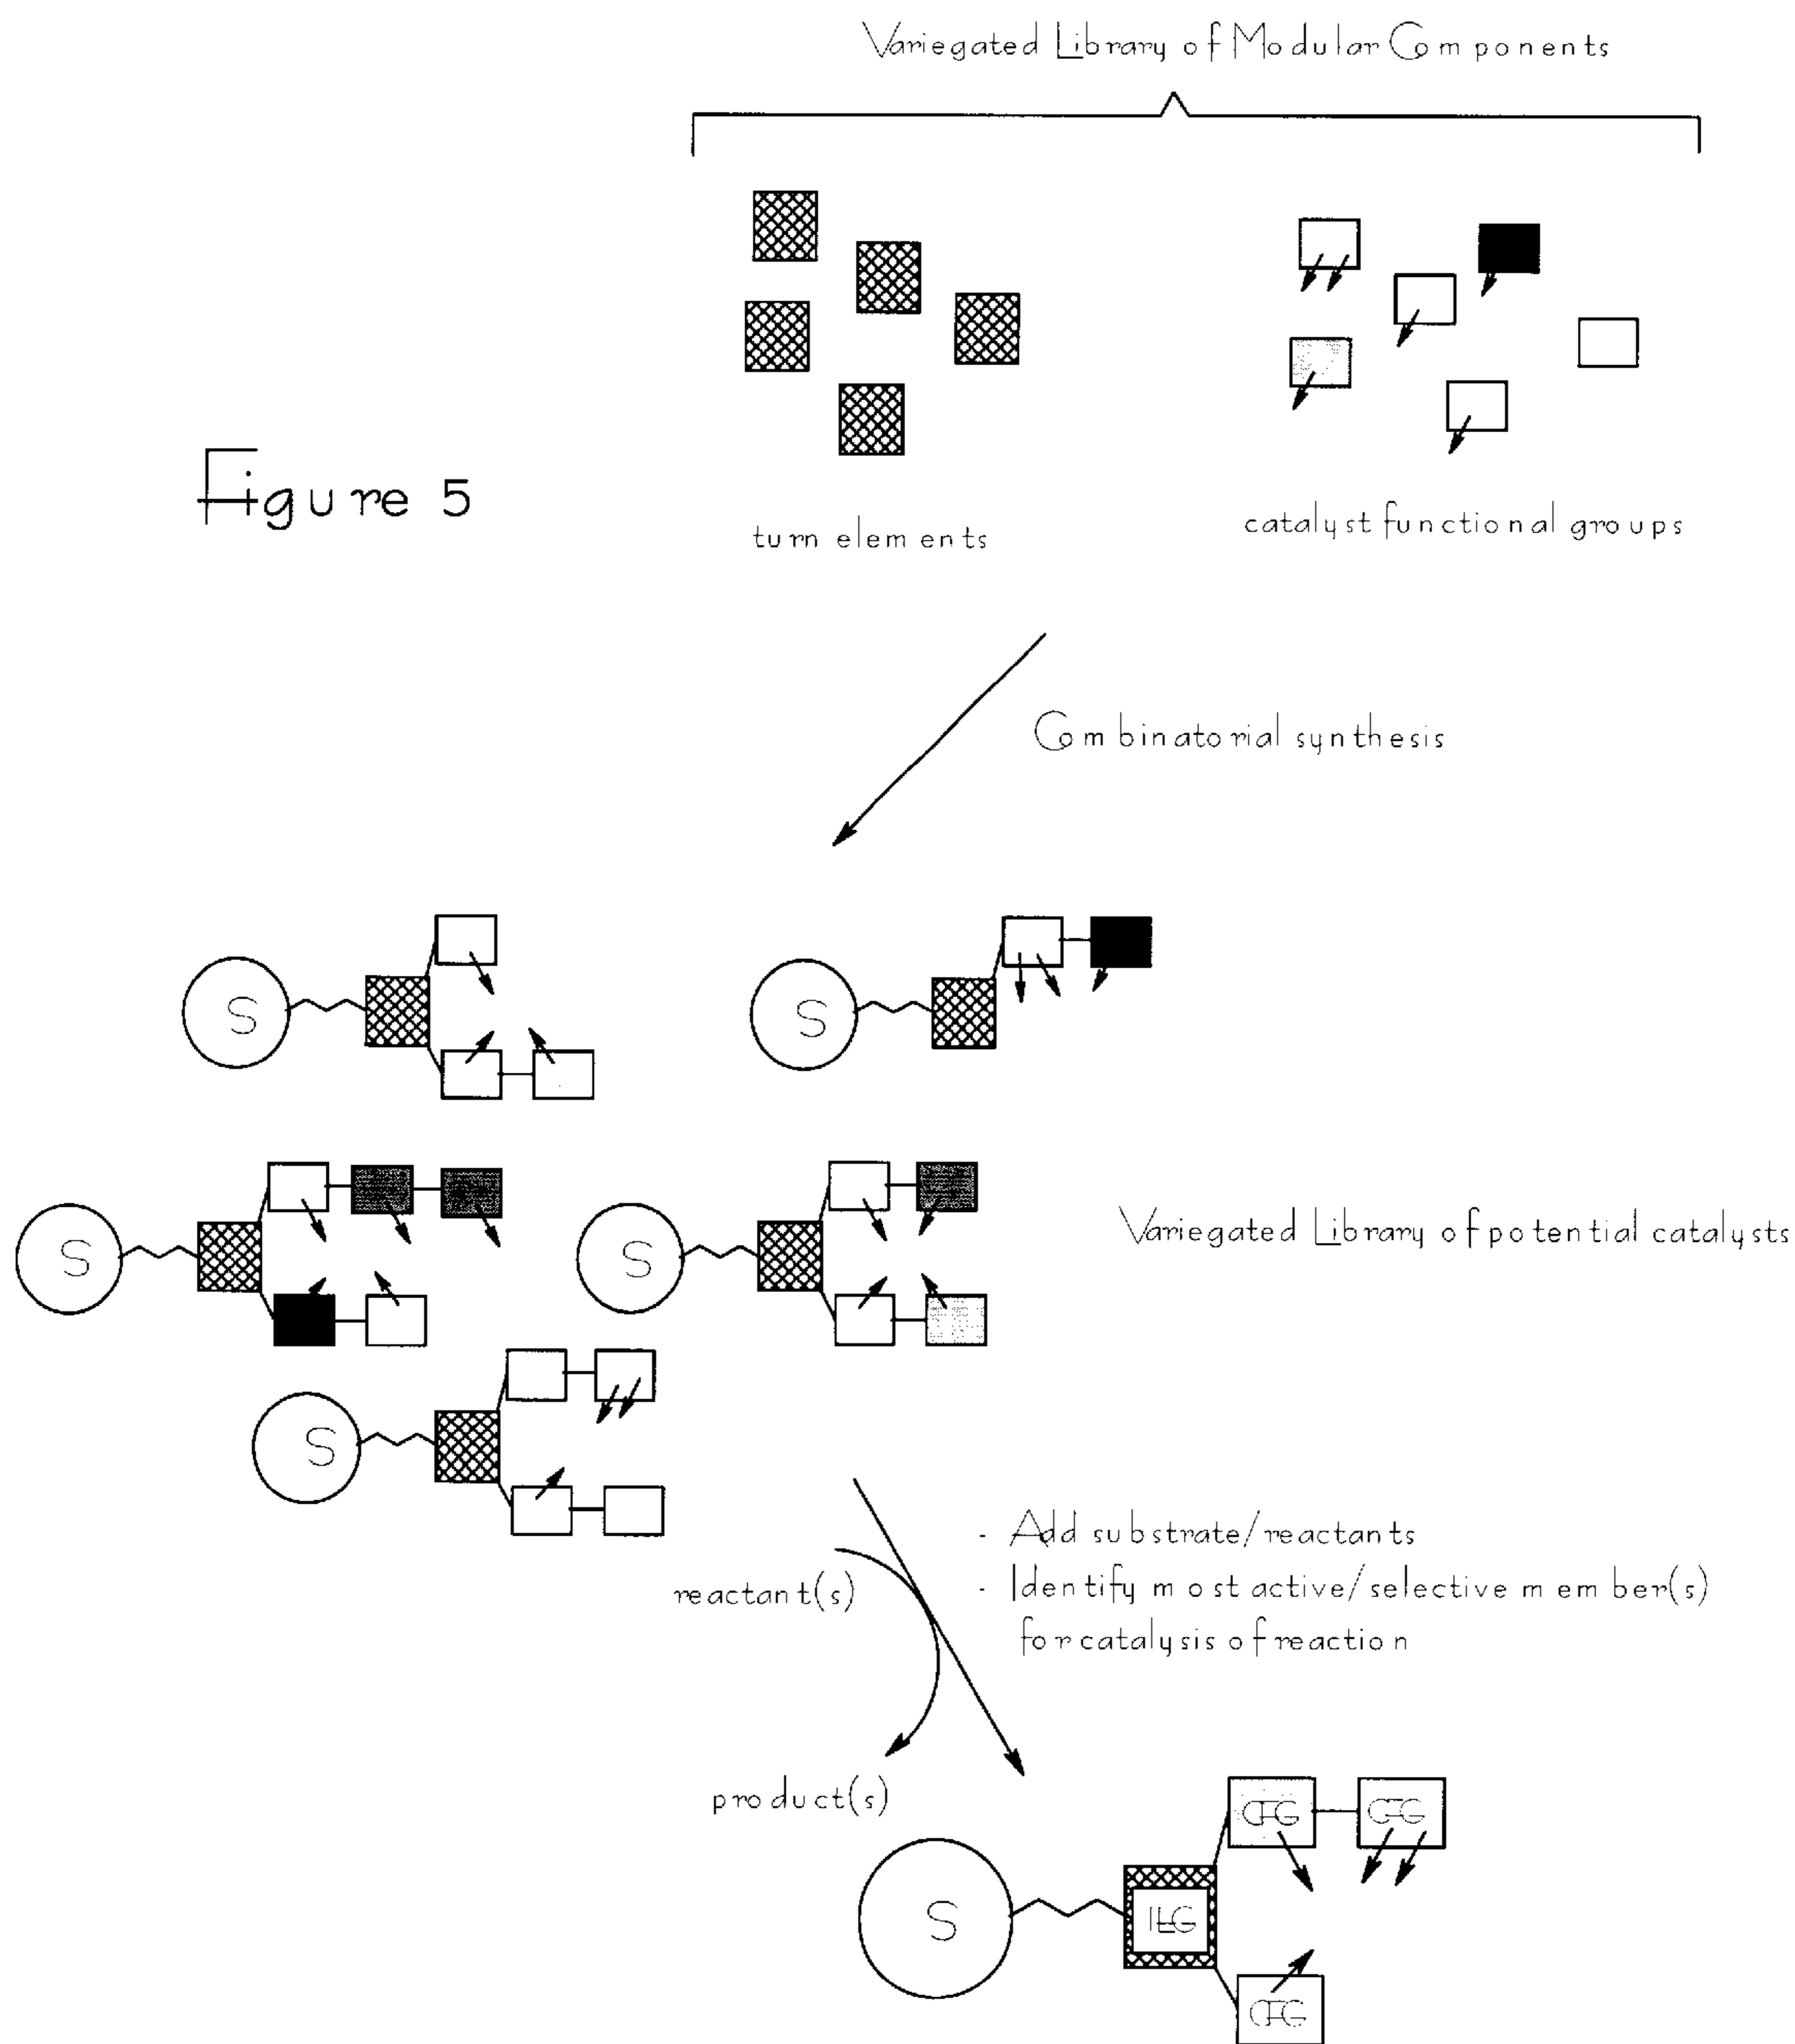 Variegated Library of Modular Components
Figure 5
turn elements
catalyst functional groups
Combinatorial synthesis
S
S
S
S
Variegated Library of potential catalysts
S
- Add substrate/reactants
- Identify most active/selective member(s)
for catalysis of reaction
reactant(s)
product(s)
CFG
CFG
S
CFG